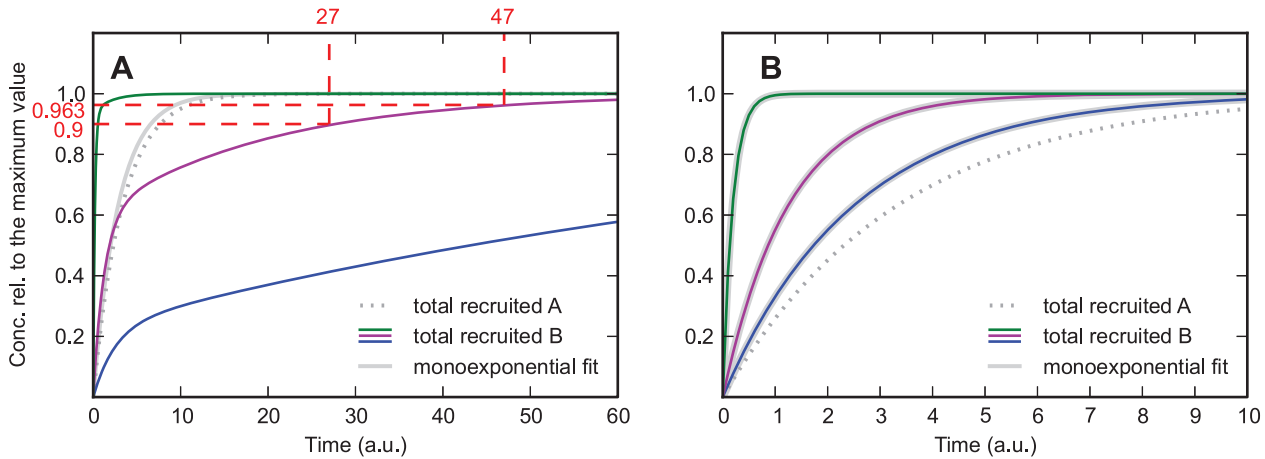 27 47
A
B
Conc. rel. to the maximum value
1.0
0.963
0.9
0.8
0.6
0.4
0.2
total recruited A
total recruited B
monoexponential fit
0 10 20 30 40 50 60
Time (a.u.)
1.0
0.8
0.6
0.4
0.2
total recruited A
total recruited B
monoexponential fit
0 1 2 3 4 5 6 7 8 9 10
Time (a.u.)